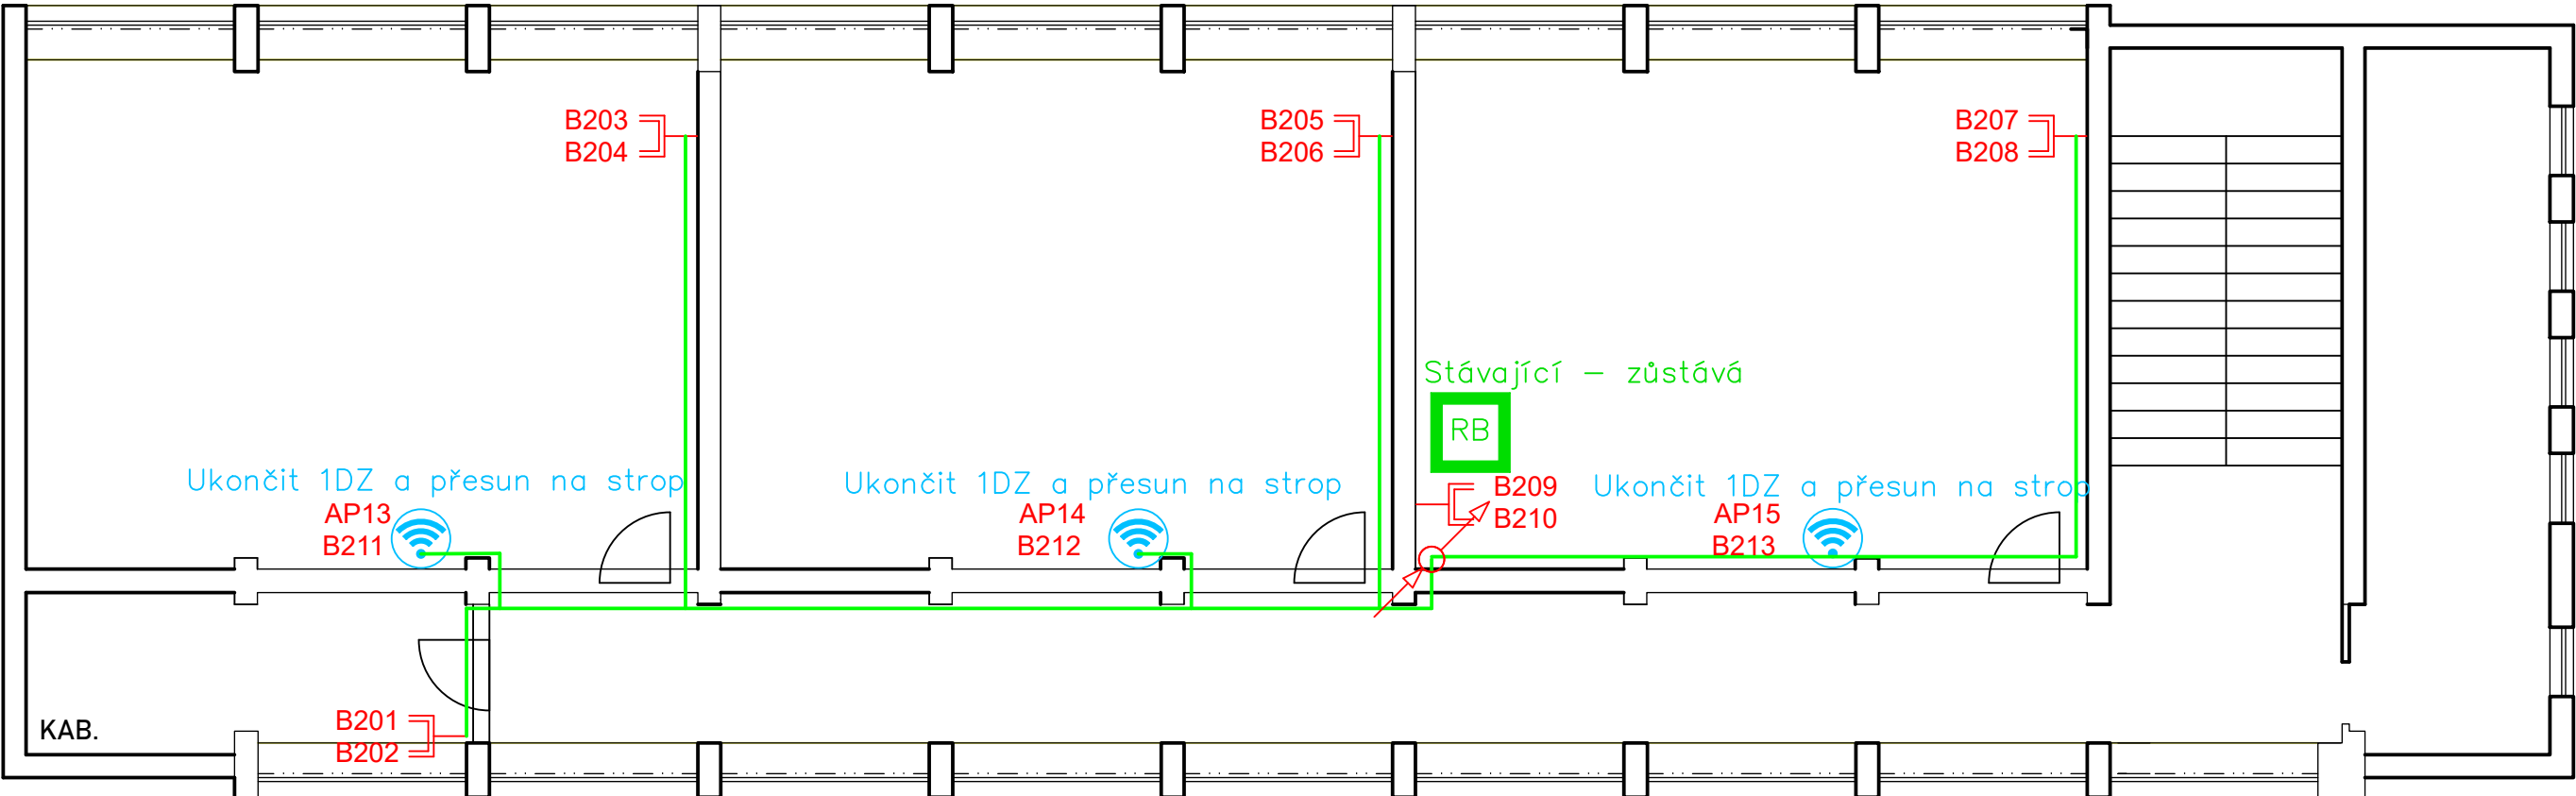 B203
B204
B205
B206
B207
B208
Stávající – zůstává
RB
Ukončit 1DZ a přesun na strop
AP13
B211
Ukončit 1DZ a přesun na strop
AP14
B212
B209
B210
Ukončit 1DZ a přesun na strop
AP15
B213
KAB.
B201
B202